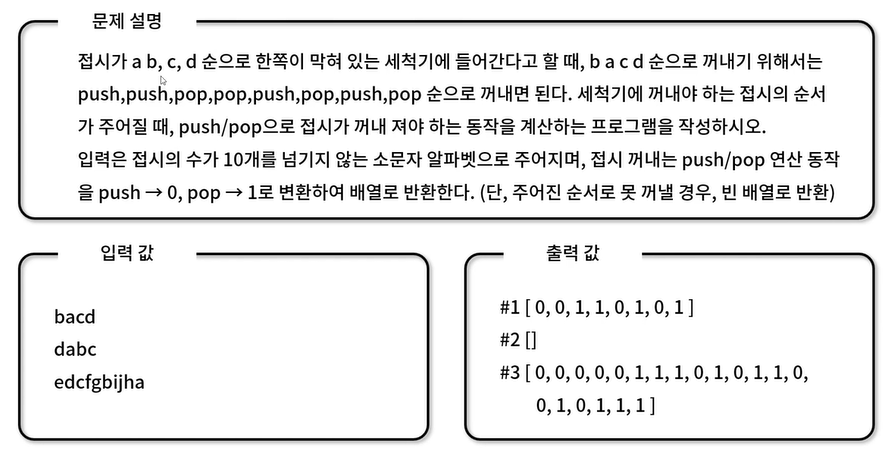 문제 설명
접시가 a b, c, d 순으로 한쪽이 막혀 있는 세척기에 들어간다고 할 때, b a c d 순으로 꺼내기 위해서는
push,push,pop,pop,push,pop,push,pop 순으로 꺼내면 된다. 세척기에 꺼내야 하는 접시의 순서
가 주어질 때, push/pop으로 접시가 꺼내 져야 하는 동작을 계산하는 프로그램을 작성하시오.
입력은 접시의 수가 10개를 넘기지 않는 소문자 알파벳으로 주어지며, 접시 꺼내는 push/pop 연산 동작
을 push → 0, pop → 1로 변환하여 배열로 반환한다. (단, 주어진 순서로 못 꺼낼 경우, 빈 배열로 반환)
입력 값
bacd
dabc
edcfgbijha
출력 값
#1 [ 0, 0, 1, 1, 0, 1, 0, 1 ]
#2 []
#3 [ 0, 0, 0, 0, 0, 1, 1, 1, 0, 1, 0, 1, 1, 0,
0, 1, 0, 1, 1, 1 ]